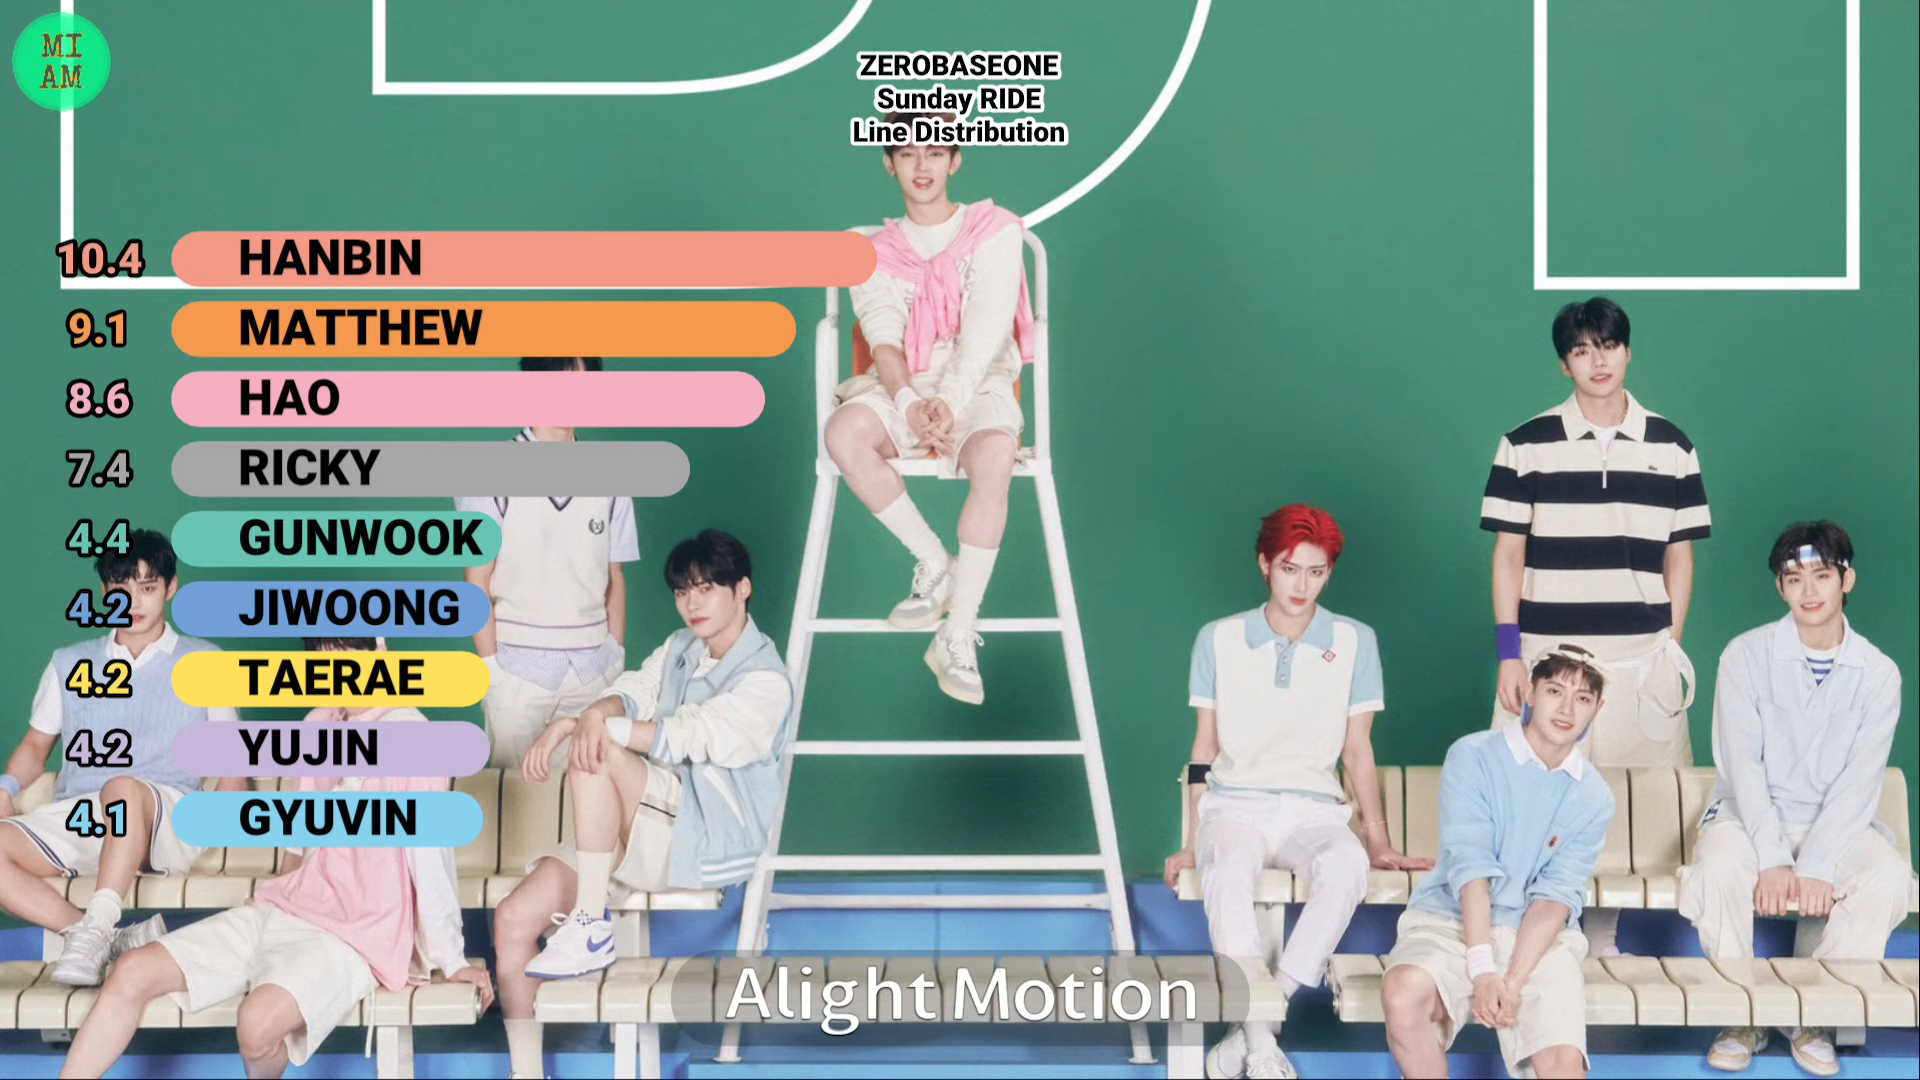 MI
AM
ZEROBASEONE
Sunday RIDE
Line Distribution
10.4 HANBIN
9.1 MATTHEW
8.6 HAO
7.4 RICKY
4.4 GUNWOOK
4.2 JIWOONG
4.2 TAERAE
4.2 YUJIN
4.1 GYUVIN
Alight Motion